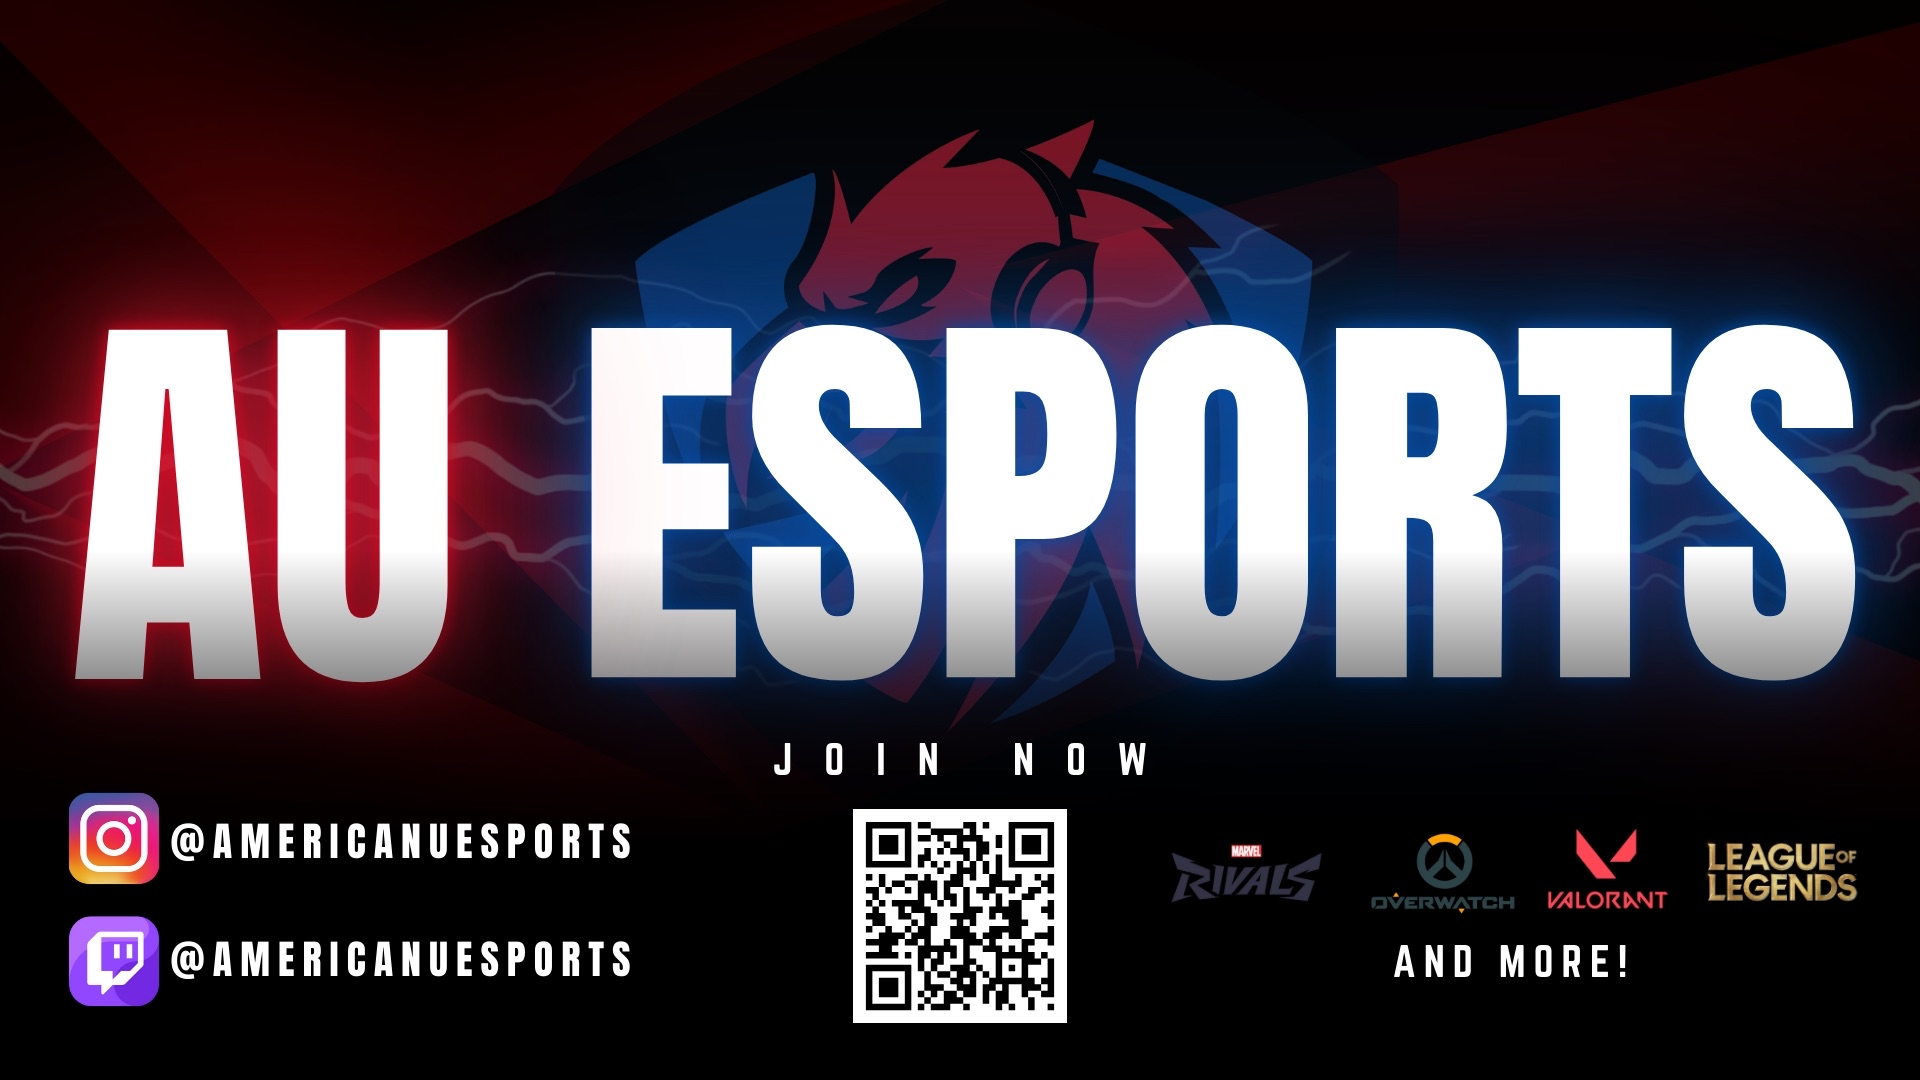 AU ESPORTS
JOIN NOW
@AMERICANUESPORTS
@AMERICANUESPORTS
MARVEL
RIVALS
OVERWATCH
VALORANT
LEAGUE OF
LEGENDS
AND MORE!